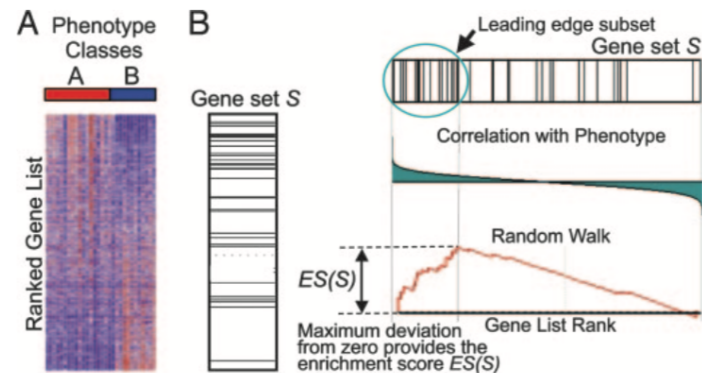 A
Phenotype
Classes
A
B
Ranked Gene List
B
Gene set S
Leading edge subset
Gene set S
Correlation with Phenotype
Random Walk
ES(S)
Gene List Rank
Maximum deviation
from zero provides the
enrichment score ES(S)